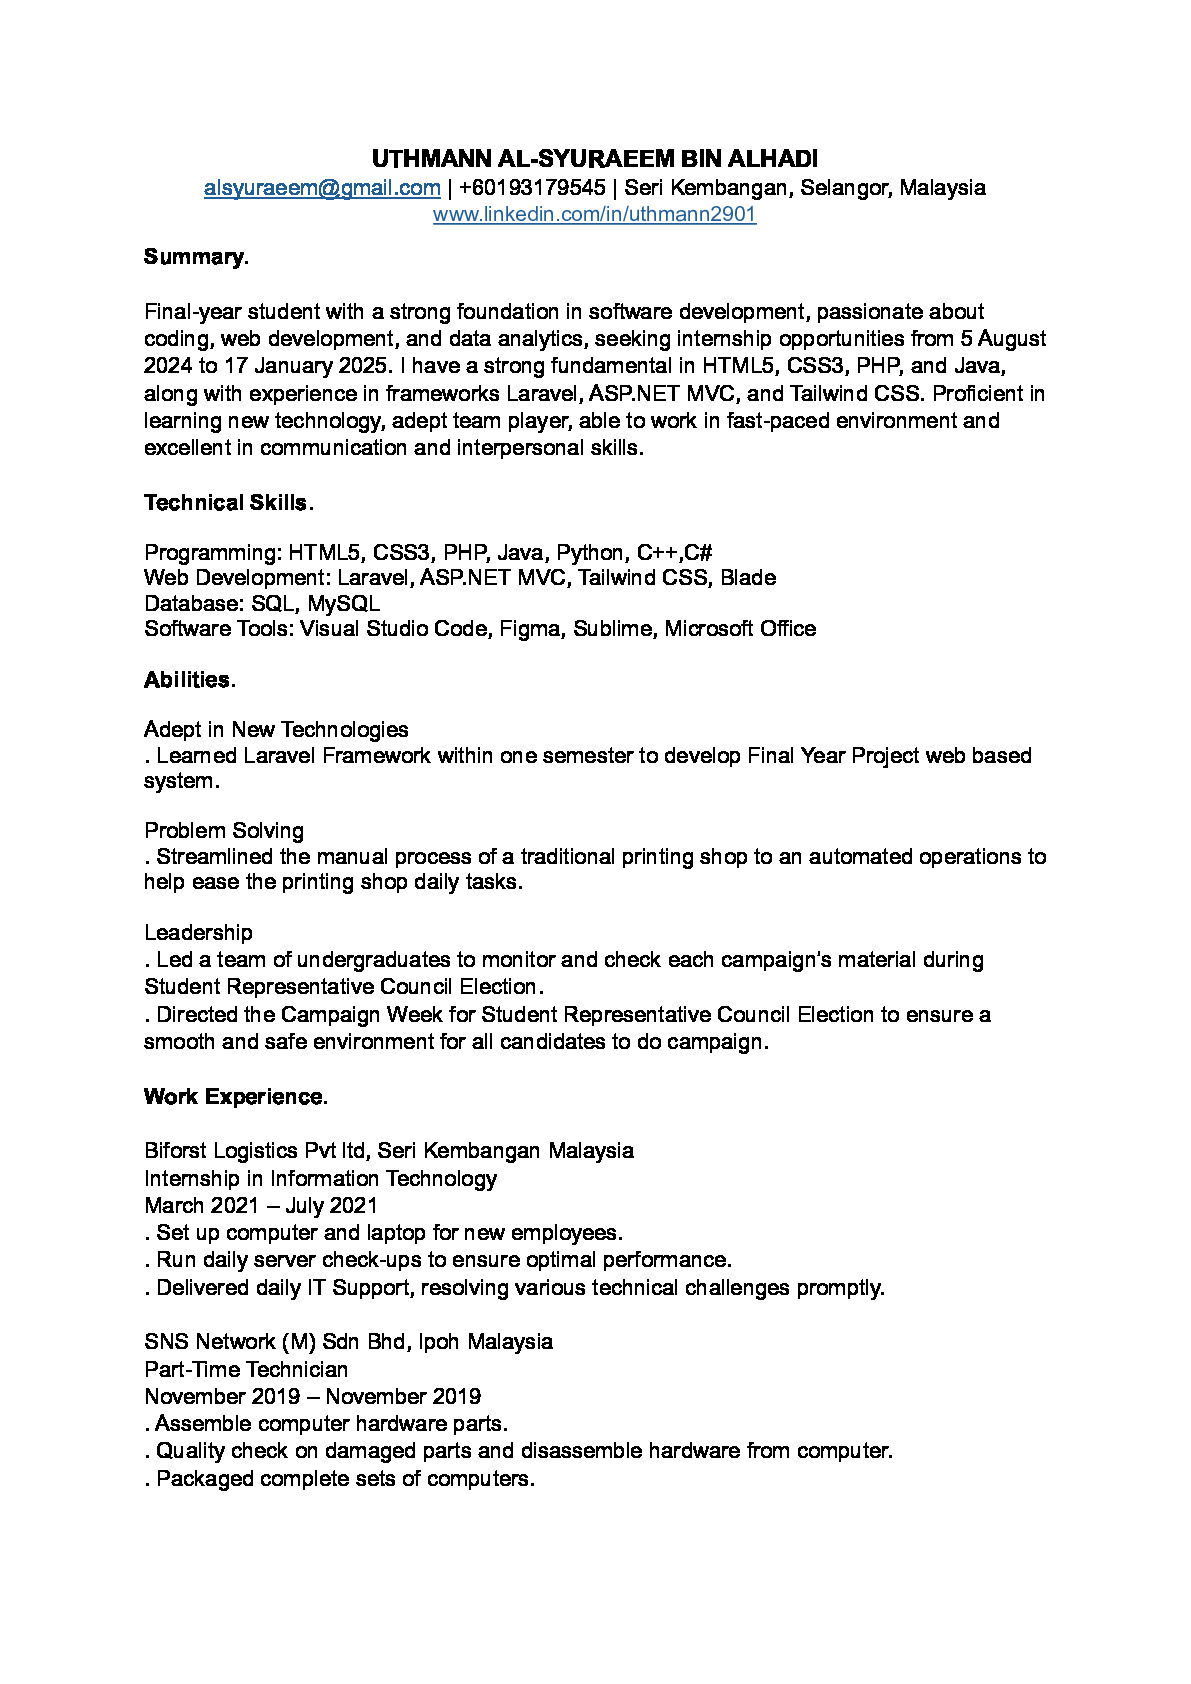 UTHMANN AL-SYURAEEM BIN ALHADI
alsyuraeem@gmail.com | +60193179545 | Seri Kembangan, Selangor, Malaysia
www.linkedin.com/in/uthmann2901
Summary.
Final-year student with a strong foundation in software development, passionate about
coding, web development, and data analytics, seeking internship opportunities from 5 August
2024 to 17 January 2025. I have a strong fundamental in HTML5, CSS3, PHP, and Java,
along with experience in frameworks Laravel, ASP.NET MVC, and Tailwind CSS. Proficient in
learning new technology, adept team player, able to work in fast-paced environment and
excellent in communication and interpersonal skills.
Technical Skills.
Programming: HTML5, CSS3, PHP, Java, Python, C++,C#
Web Development: Laravel, ASP.NET MVC, Tailwind CSS, Blade
Database: SQL, MySQL
Software Tools: Visual Studio Code, Figma, Sublime, Microsoft Office
Abilities.
Adept in New Technologies
. Learned Laravel Framework within one semester to develop Final Year Project web based
system.
Problem Solving
. Streamlined the manual process of a traditional printing shop to an automated operations to
help ease the printing shop daily tasks.
Leadership
. Led a team of undergraduates to monitor and check each campaign's material during
Student Representative Council Election.
. Directed the Campaign Week for Student Representative Council Election to ensure a
smooth and safe environment for all candidates to do campaign.
Work Experience.
Biforst Logistics Pvt ltd, Seri Kembangan Malaysia
Internship in Information Technology
March 2021 – July 2021
. Set up computer and laptop for new employees.
. Run daily server check-ups to ensure optimal performance.
. Delivered daily IT Support, resolving various technical challenges promptly.
SNS Network (M) Sdn Bhd, Ipoh Malaysia
Part-Time Technician
November 2019 – November 2019
. Assemble computer hardware parts.
. Quality check on damaged parts and disassemble hardware from computer.
. Packaged complete sets of computers.